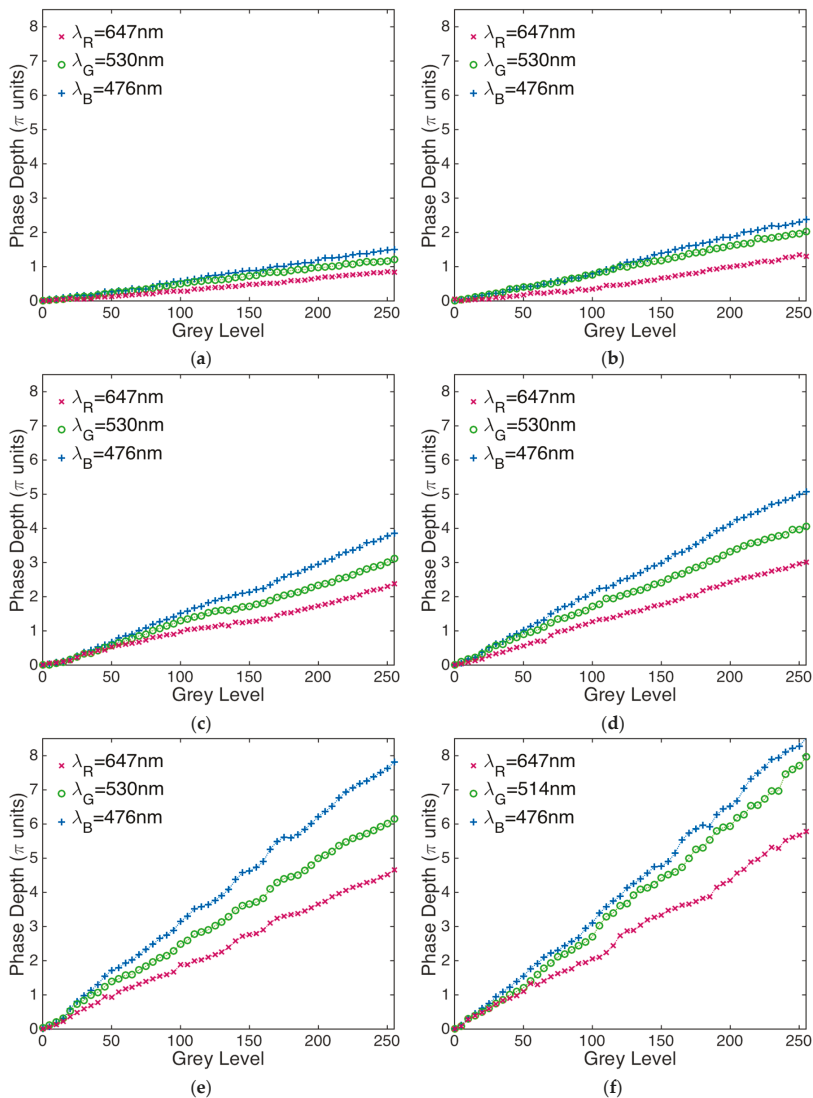 8
7
6
5
4
3
2
1
0
Phase Depth (π units)
λR=647nm
λG=530nm
λB=476nm
0 50 100 150 200 250
Grey Level
(a)
8
7
6
5
4
3
2
1
0
Phase Depth (π units)
λR=647nm
λG=530nm
λB=476nm
0 50 100 150 200 250
Grey Level
(b)
8
7
6
5
4
3
2
1
0
Phase Depth (π units)
λR=647nm
λG=530nm
λB=476nm
0 50 100 150 200 250
Grey Level
(c)
8
7
6
5
4
3
2
1
0
Phase Depth (π units)
λR=647nm
λG=530nm
λB=476nm
0 50 100 150 200 250
Grey Level
(d)
8
7
6
5
4
3
2
1
0
Phase Depth (π units)
λR=647nm
λG=530nm
λB=476nm
0 50 100 150 200 250
Grey Level
(e)
8
7
6
5
4
3
2
1
0
Phase Depth (π units)
λR=647nm
λG=514nm
λB=476nm
0 50 100 150 200 250
Grey Level
(f)